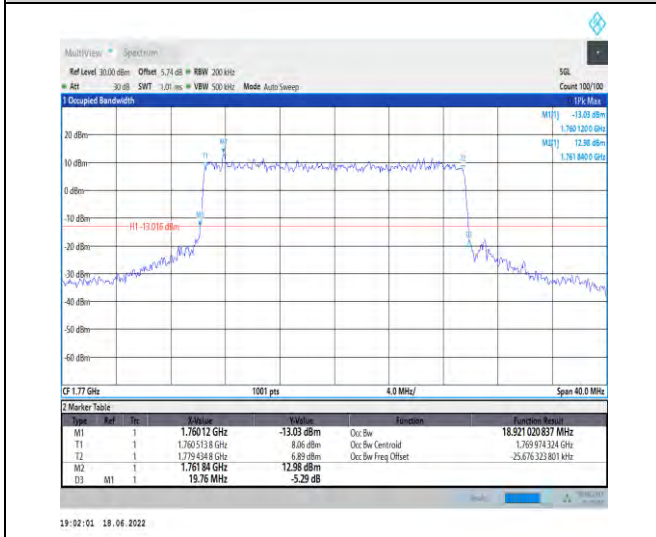 MultiView Spectrum
Ref Level 30.00 dBm Offset 5.74 dB RBW 200 kHz SGL
Att 30 dB SWT 1.01 ms VBW 500 kHz Mode Auto Sweep Count 100/100
1 Occupied Bandwidth 1Pk Max
M1[1] -13.03 dBm
1.760 120 0 GHz
M2[1] 12.98 dBm
1.761 840 0 GHz
20 dBm
M2
T1 T2
10 dBm
0 dBm
-10 dBm
M1
H1 -13.016 dBm
-20 dBm
D3
-30 dBm
-40 dBm
-50 dBm
-60 dBm
CF 1.77 GHz 1001 pts 4.0 MHz/ Span 40.0 MHz
2 Marker Table
Type Ref Trc X-Value Y-Value Function Function Result
M1 1 1.76012 GHz -13.03 dBm Occ Bw 18.921 020 837 MHz
T1 1 1.760 513 8 GHz 8.06 dBm Occ Bw Centroid 1.769 974 324 GHz
T2 1 1.779 434 8 GHz 6.89 dBm Occ Bw Freq Offset -25.676 323 801 kHz
M2 1 1.761 84 GHz 12.98 dBm
D3 M1 1 19.76 MHz -5.29 dB
19:02:01 18.06.2022